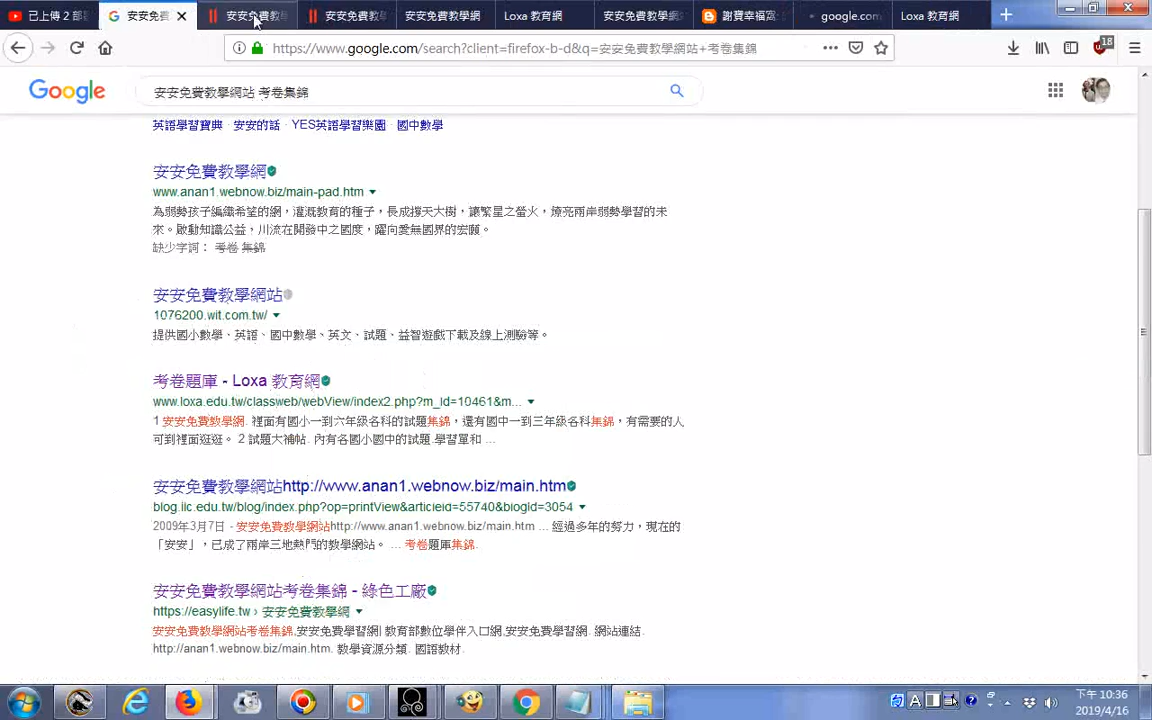 已上傳 2 部
安安免費
安安免費教學
安安免費教學
安安免費教學網
Loxa 教育網
安安免費教學網站
謝寶幸福窩
google.com
Loxa 教育網
https://www.google.com/search?client=firefox-b-d&q=安安免費教學網站+考卷集錦
18
Google
安安免費教學網站 考卷集錦
英語學習寶典 · 安安的話 · YES英語學習樂園 · 國中數學
安安免費教學網
www.anan1.webnow.biz/main-pad.htm
為弱勢孩子編織希望的網，灌溉教育的種子，長成撐天大樹，讓繁星之螢火，燎亮兩岸弱勢學習的未
來。啟動知識公益，川流在開發中之國度，躍向愛無國界的宏願。
缺少字詞： 考卷 集錦
安安免費教學網站
1076200.wit.com.tw/
提供國小數學、英語、國中數學、英文、試題、益智遊戲下載及線上測驗等。
考卷題庫 - Loxa 教育網
www.loxa.edu.tw/classweb/webView/index2.php?m_Id=10461&m...
1 安安免費教學網. 裡面有國小一到六年級各科的試題集錦，還有國中一到三年級各科集錦，有需要的人
可到裡面逛逛。 2 試題大補帖. 內有各國小國中的試題.學習單和 ...
安安免費教學網站http://www.anan1.webnow.biz/main.htm
blog.ilc.edu.tw/blog/index.php?op=printView&articleId=55740&blogId=3054
2009年3月7日 - 安安免費教學網站http://www.anan1.webnow.biz/main.htm ... 經過多年的努力，現在的
「安安」，已成了兩岸三地熱門的教學網站。 ... 考卷題庫集錦.
安安免費教學網站考卷集錦 - 綠色工廠
https://easylife.tw › 安安免費教學網
安安免費教學網站考卷集錦,安安免費學習網| 教育部數位學伴入口網,安安免費學習網. 網站連結.
http://anan1.webnow.biz/main.htm. 教學資源分類. 國語教材.
下午 10:36
2019/4/16